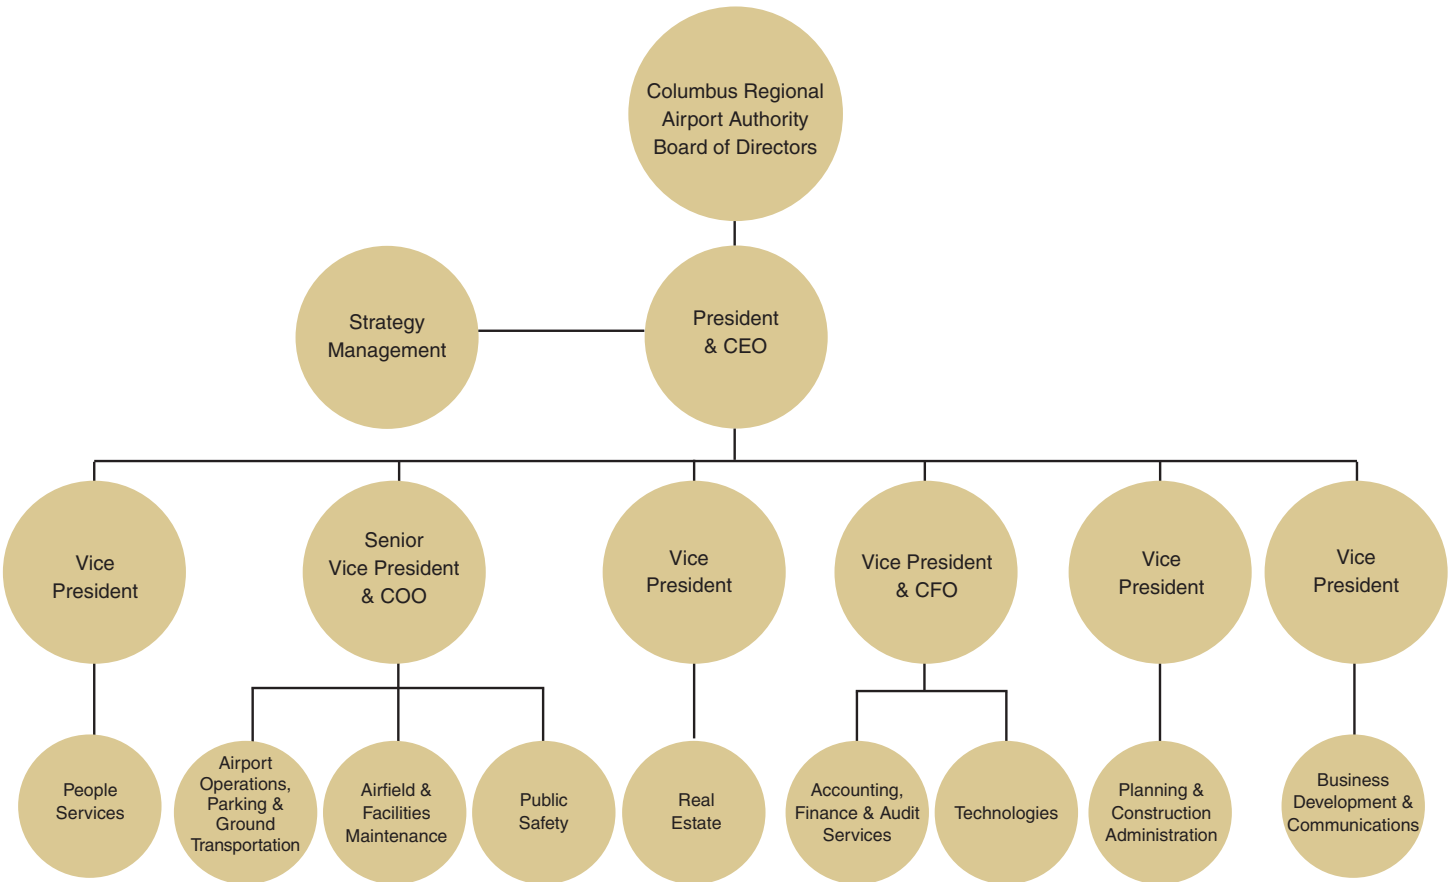 Columbus Regional
Airport Authority
Board of Directors
Strategy
Management
President
& CEO
Vice
President
Senior
Vice President
& COO
Vice
President
Vice President
& CFO
Vice
President
Vice
President
People
Services
Airport
Operations,
Parking &
Ground
Transportation
Airfield &
Facilities
Maintenance
Public
Safety
Real
Estate
Accounting,
Finance & Audit
Services
Technologies
Planning &
Construction
Administration
Business
Development &
Communications